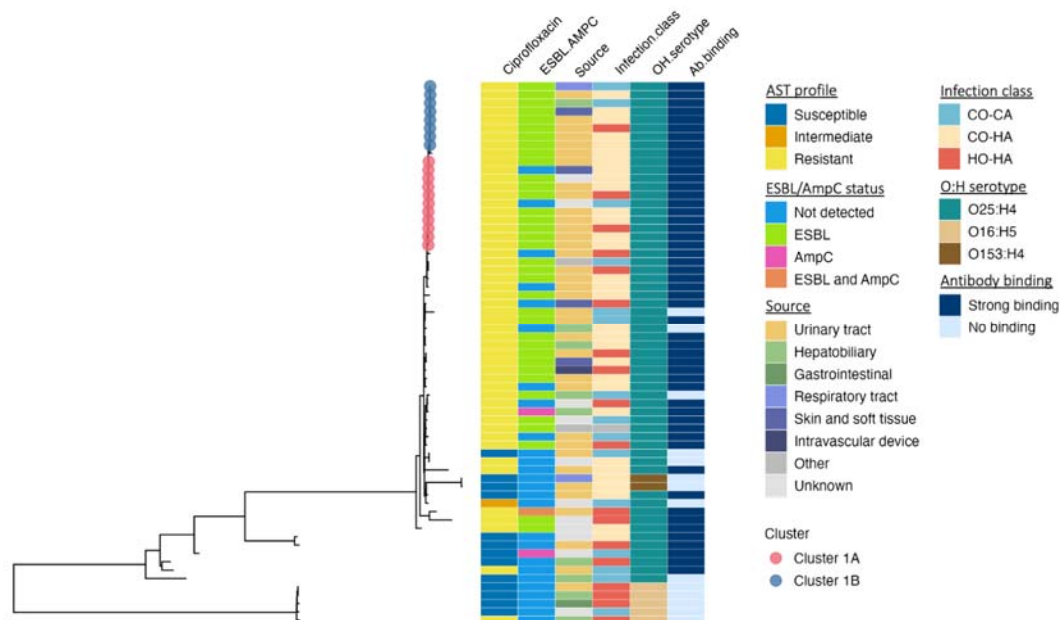 Ciprofloxacin
ESBL.AMPC
Source
Infection.class
OH.serotype
Ab.binding
AST profile
Susceptible
Intermediate
Resistant
ESBL/AmpC status
Not detected
ESBL
AmpC
ESBL and AmpC
Source
Urinary tract
Hepatobiliary
Gastrointestinal
Respiratory tract
Skin and soft tissue
Intravascular device
Other
Unknown
Infection class
CO-CA
CO-HA
HO-HA
O:H serotype
O25:H4
O16:H5
O153:H4
Antibody binding
Strong binding
No binding
Cluster
Cluster 1A
Cluster 1B